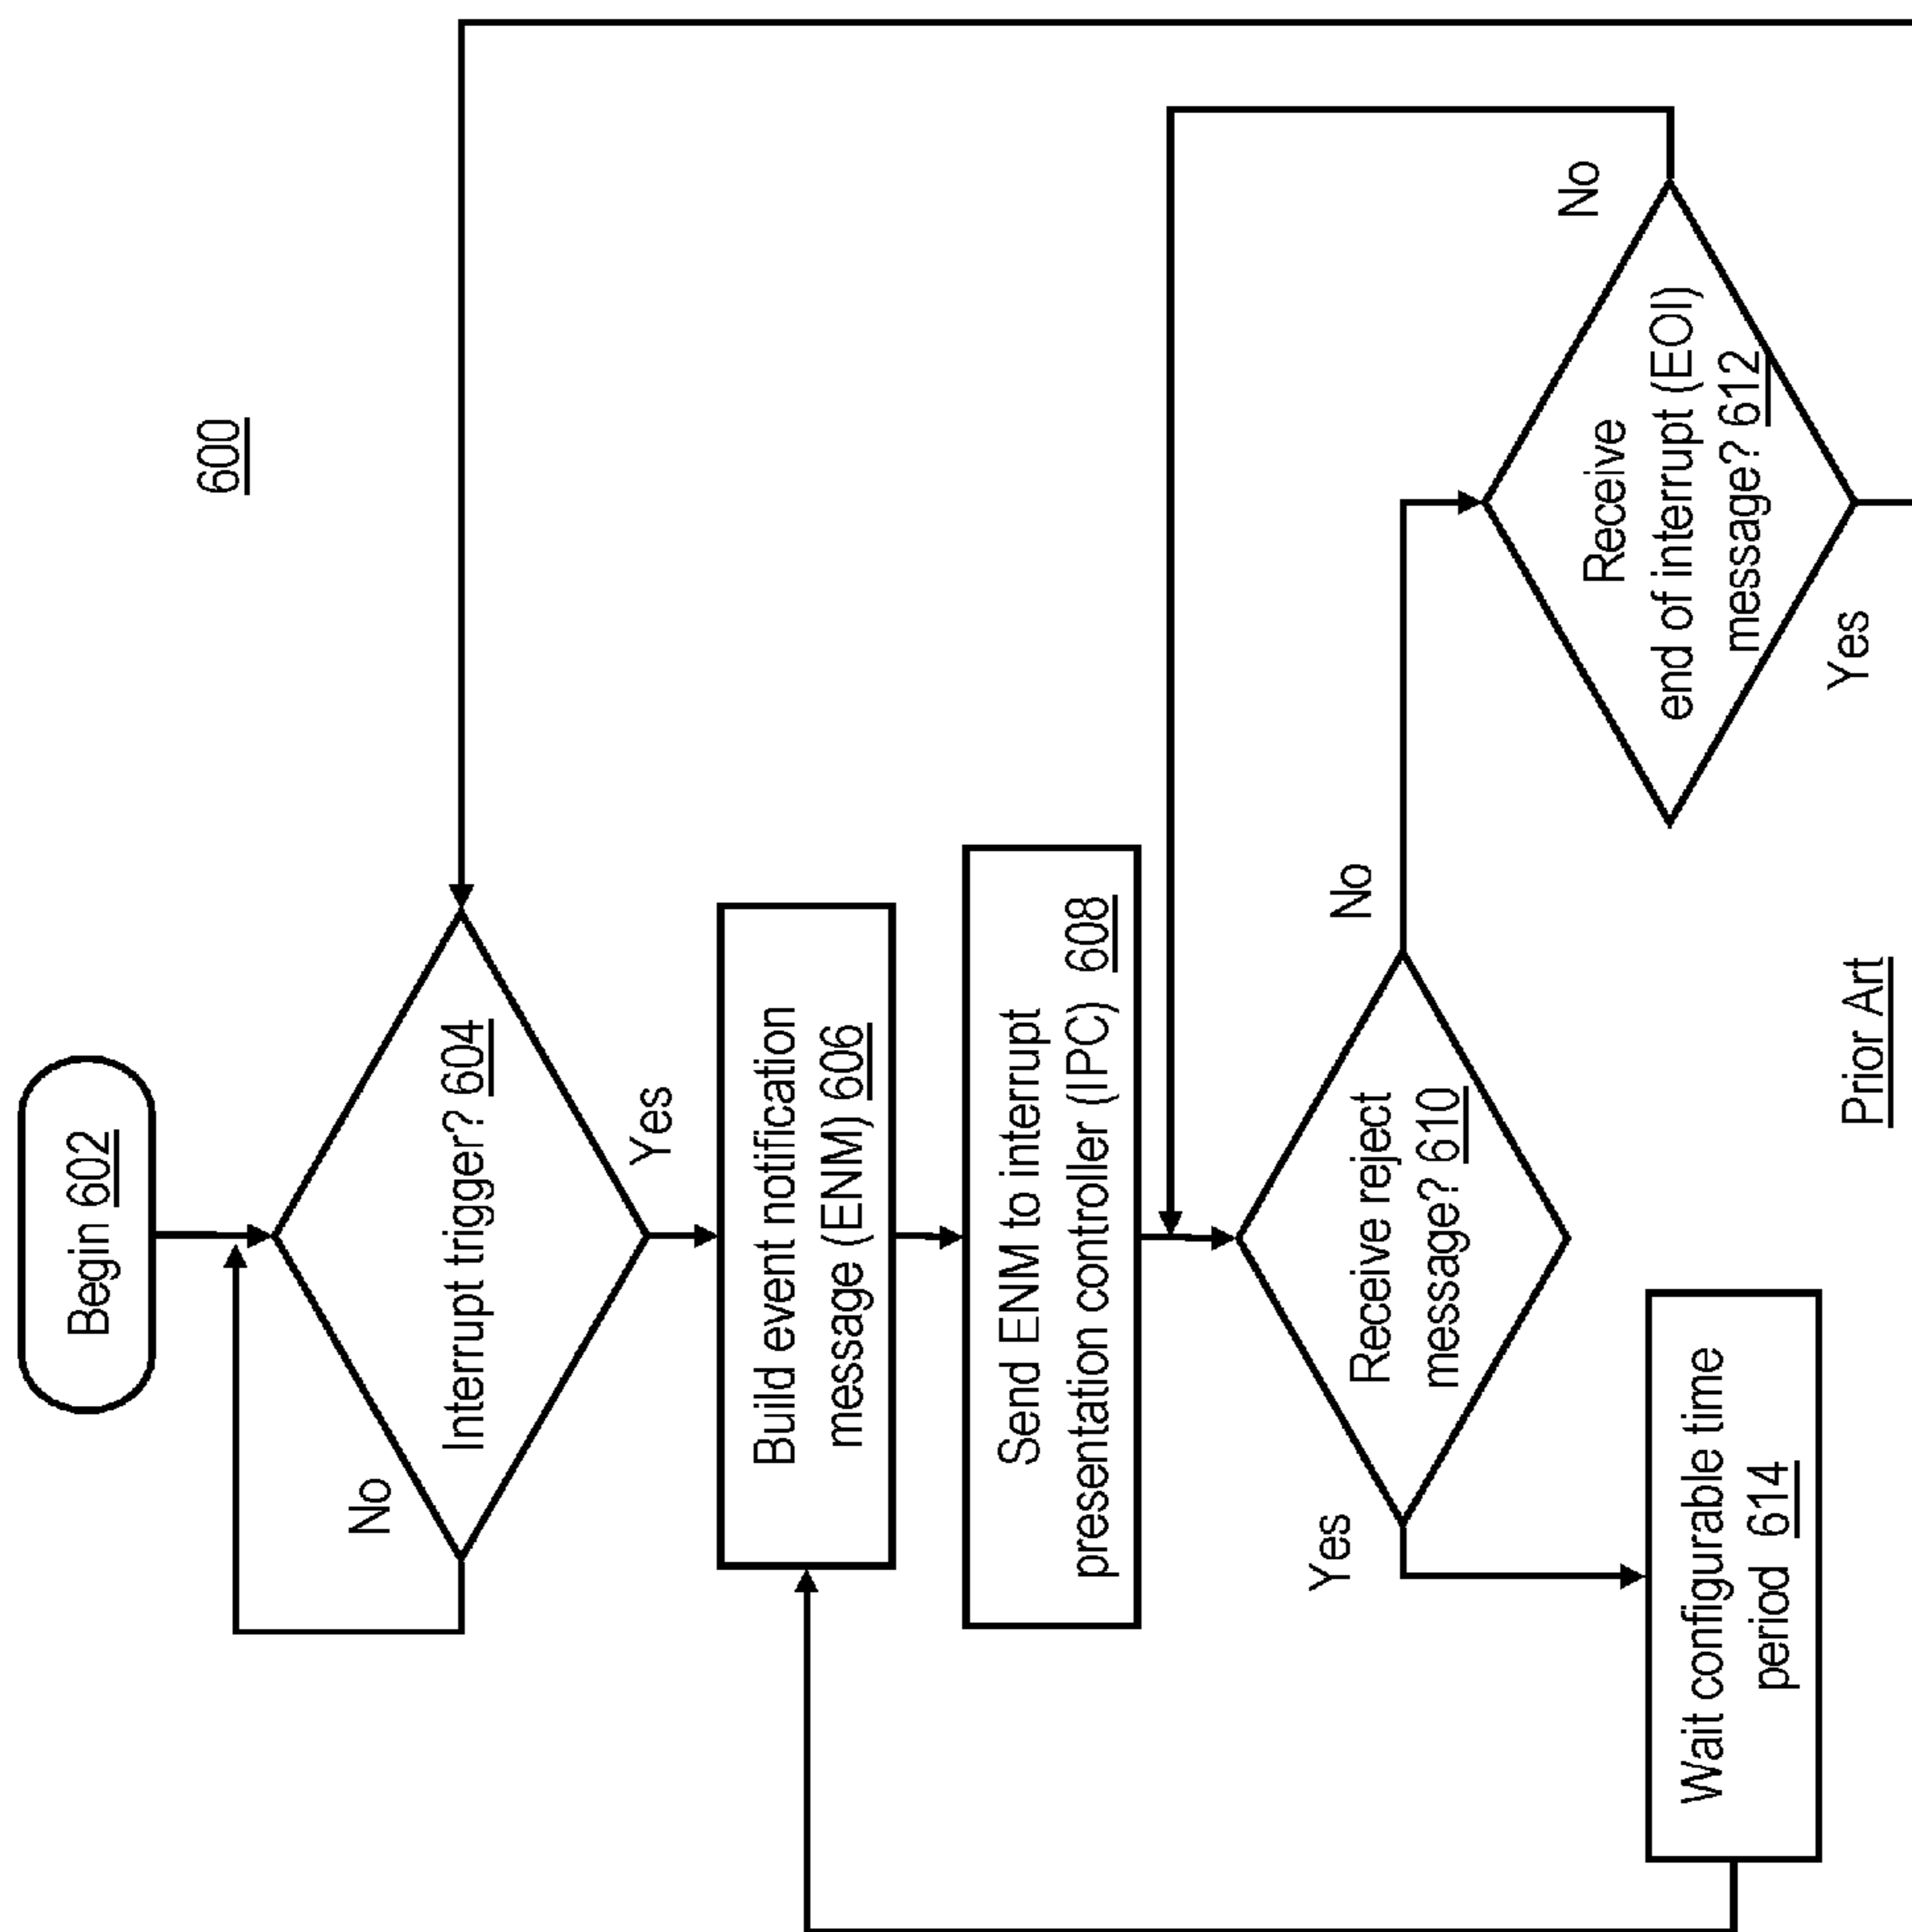 600
Begin 602
Interrupt trigger? 604
No
Yes
Build event notification
message (ENM) 606
Send ENM to interrupt
presentation controller (IPC) 608
Receive reject
message? 610
Yes
No
Receive
end of interrupt (EOI)
message? 612
No
Yes
Wait configurable time
period 614
Prior Art